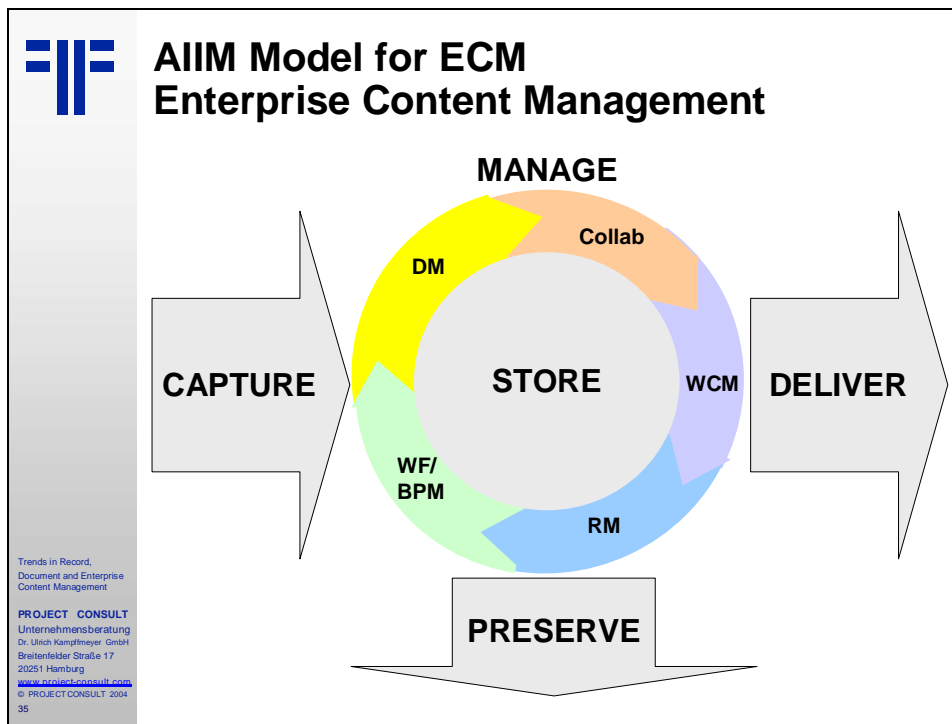 AIIM Model for ECM
Enterprise Content Management
MANAGE
Collab
DM
CAPTURE
STORE
WCM
DELIVER
WF/
BPM
RM
PRESERVE
Trends in Record,
Document and Enterprise
Content Management
PROJECT CONSULT
Unternehmensberatung
Dr. Ulrich Kampffmeyer GmbH
Breitenfelder Straße 17
20251 Hamburg
www.project-consult.com
© PROJECT CONSULT 2004
35